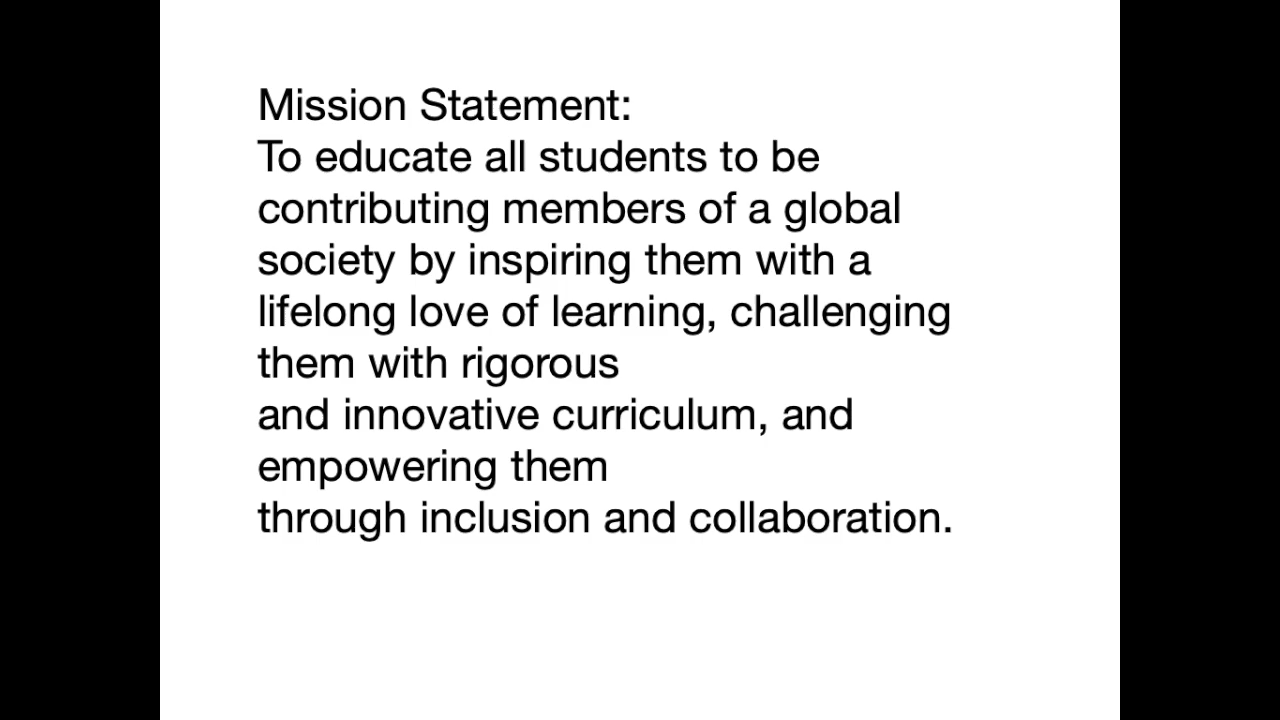 Mission Statement:
To educate all students to be
contributing members of a global
society by inspiring them with a
lifelong love of learning, challenging
them with rigorous
and innovative curriculum, and
empowering them
through inclusion and collaboration.